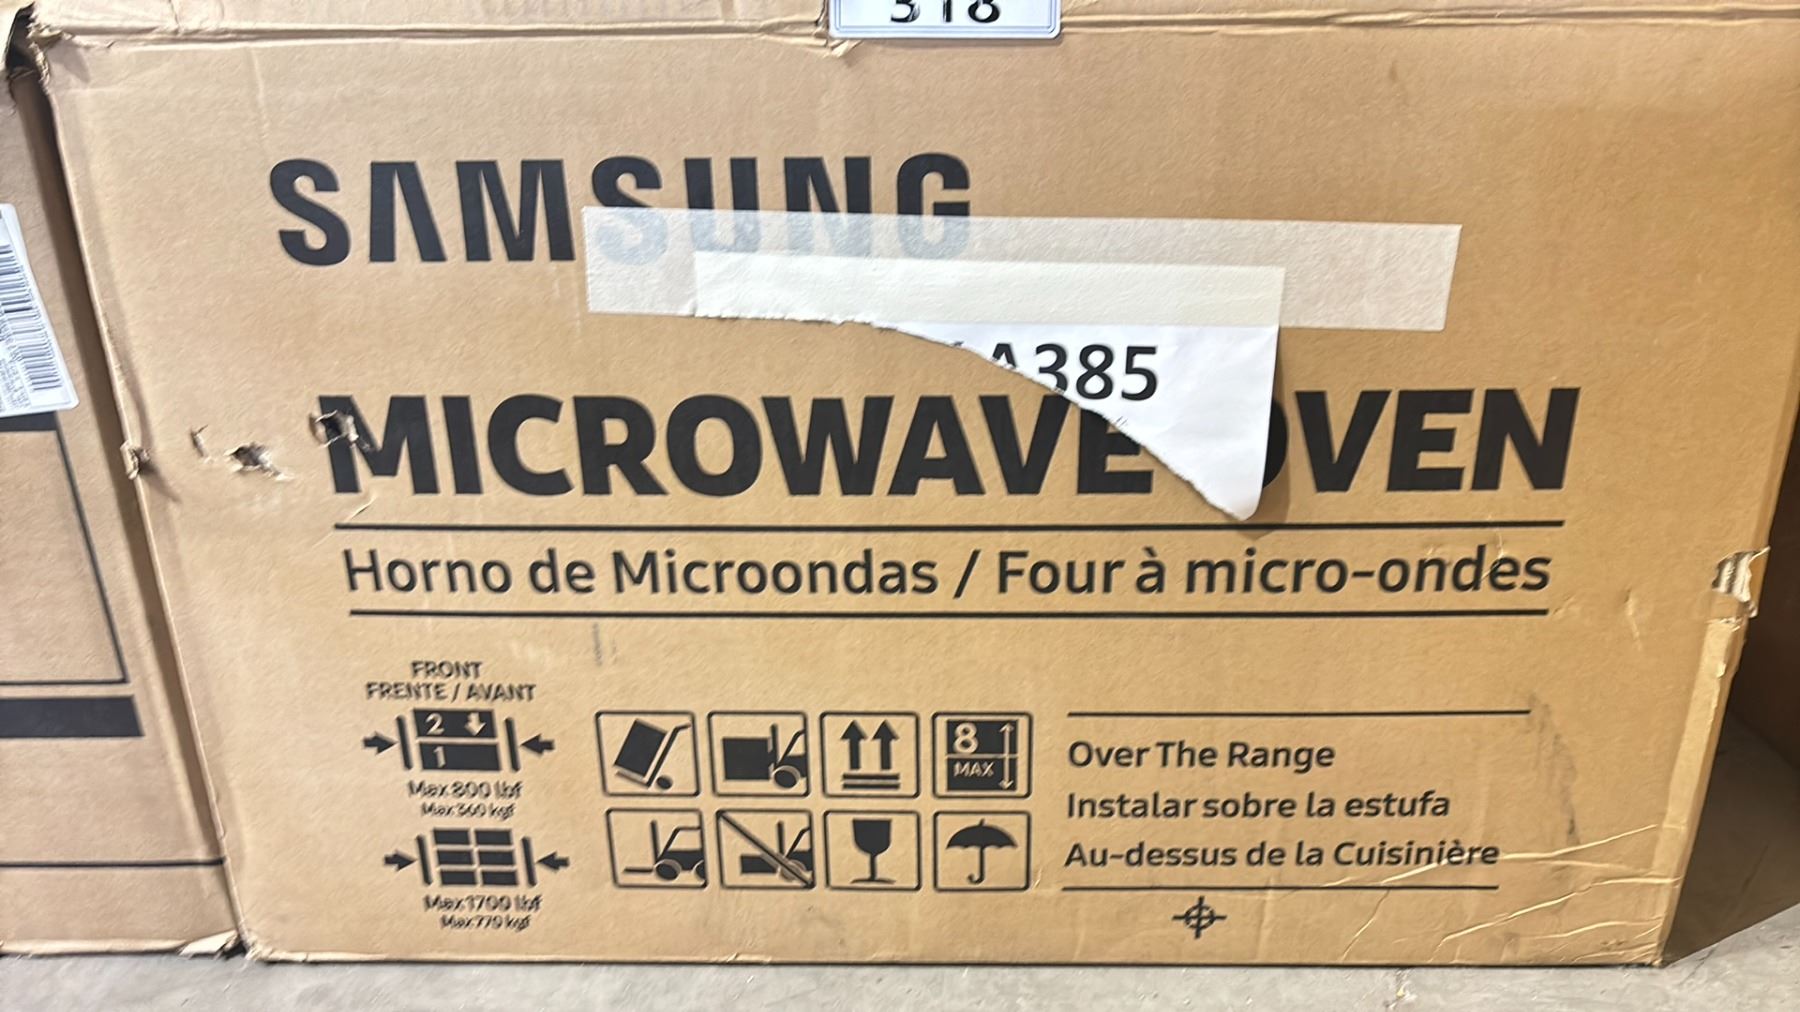 SAMSUNG
A385
MICROWAVE OVEN
Horno de Microondas / Four à micro-ondes
FRONT
FRENTE / AVANT
2
1
Max 800 lbf
Max 360 kgf
Max 1700 lbf
Max 770 kgf
8
MAX
Over The Range
Instalar sobre la estufa
Au-dessus de la Cuisinière